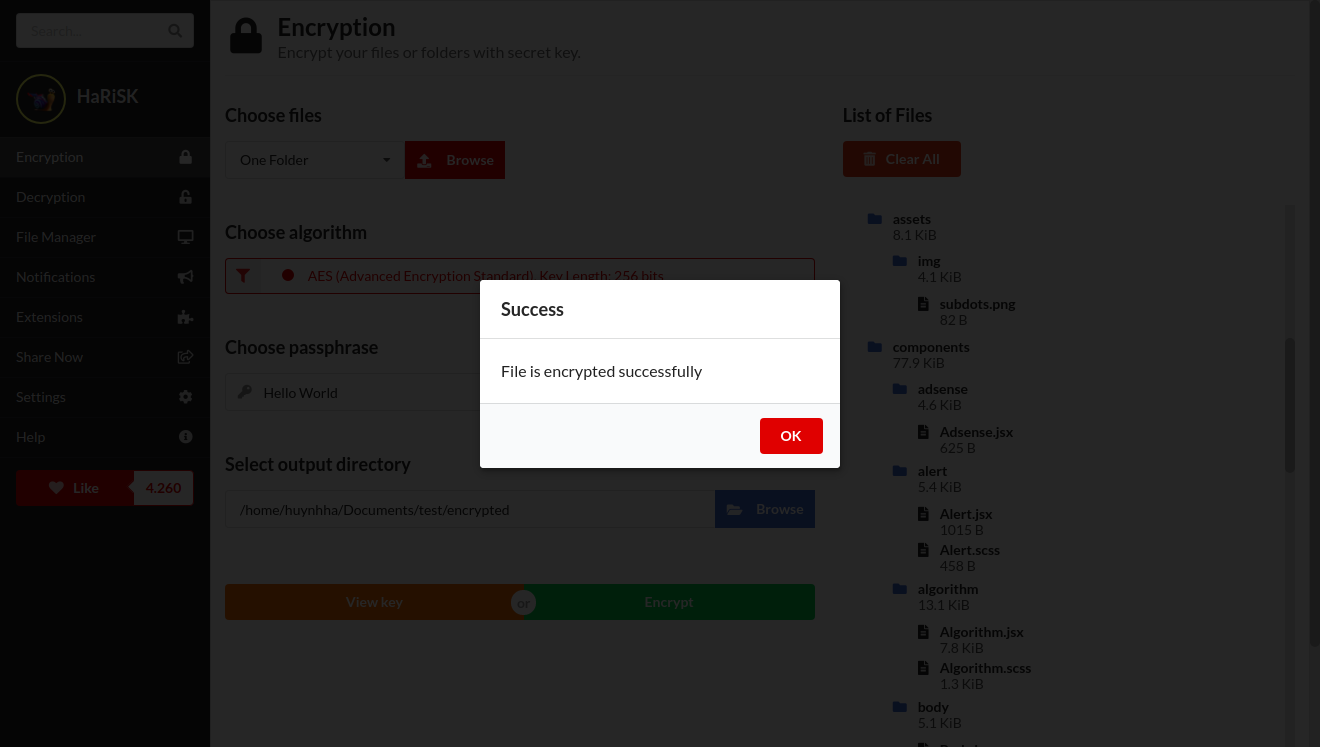 Search...
HaRiSK
Encryption
Decryption
File Manager
Notifications
Extensions
Share Now
Settings
Help
Like
4.260
Encryption
Encrypt your files or folders with secret key.
Choose files
One Folder
Browse
Choose algorithm
AES (Advanced Encryption Standard). Key Length: 256 bits
Choose passphrase
Hello World
Select output directory
/home/huynhha/Documents/test/encrypted
Browse
View key
or
Encrypt
Success
File is encrypted successfully
OK
List of Files
Clear All
assets
8.1 KiB
img
4.1 KiB
subdots.png
82 B
components
77.9 KiB
adsense
4.6 KiB
Adsense.jsx
625 B
alert
5.4 KiB
Alert.jsx
1015 B
Alert.scss
458 B
algorithm
13.1 KiB
Algorithm.jsx
7.8 KiB
Algorithm.scss
1.3 KiB
body
5.1 KiB